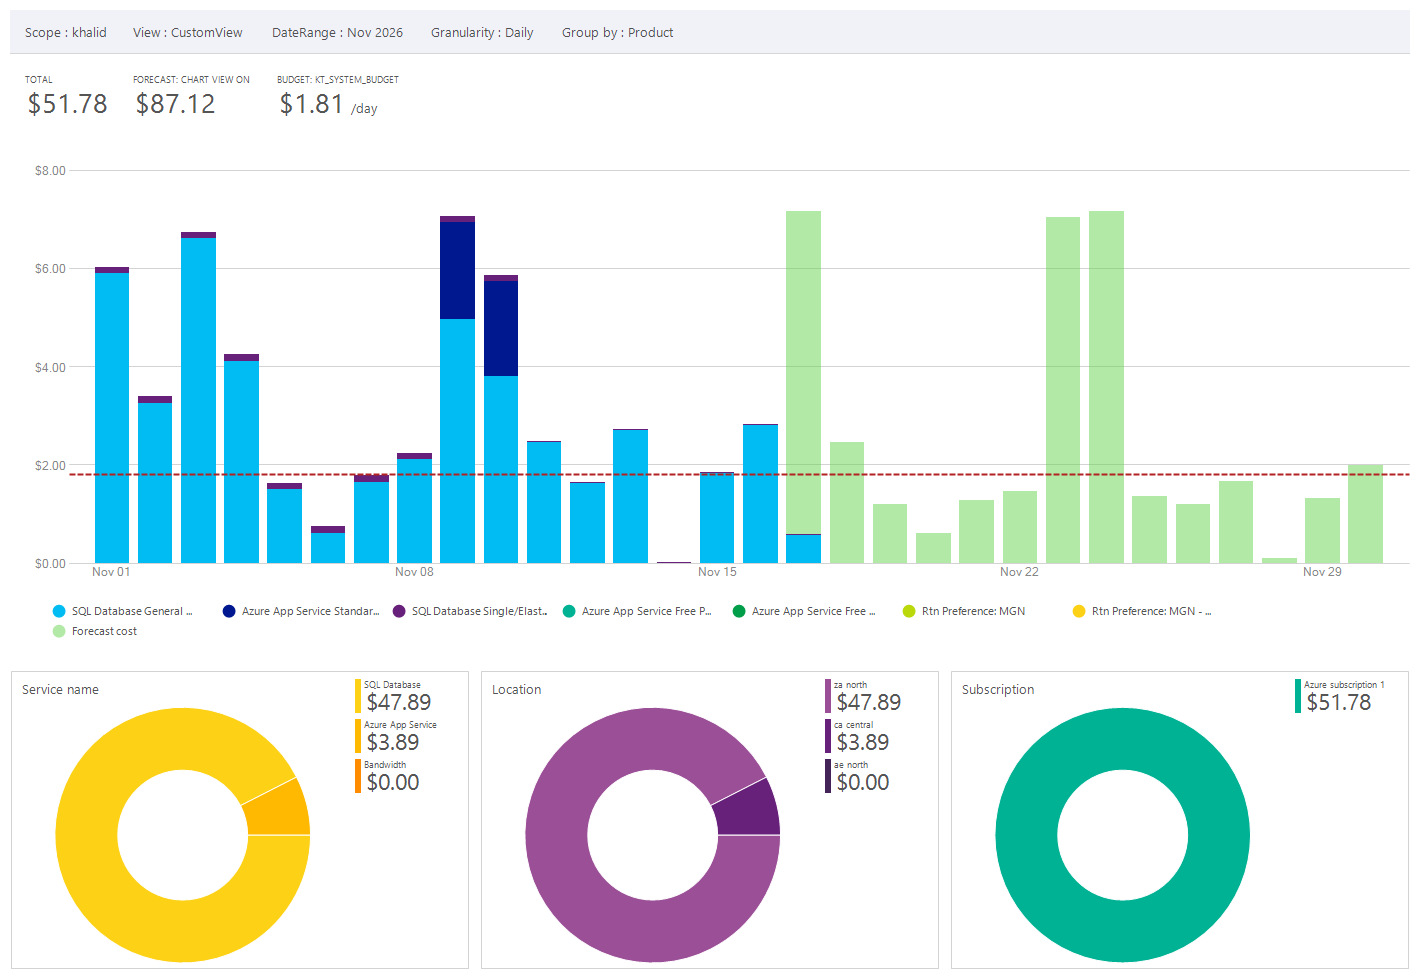 Scope : khalid View : CustomView DateRange : Nov 2026 Granularity : Daily Group by : Product
TOTAL FORECAST: CHART VIEW ON BUDGET: KT_SYSTEM_BUDGET
$51.78 $87.12 $1.81 /day
$8.00
$6.00
$4.00
$2.00
$0.00
Nov 01 Nov 08 Nov 15 Nov 22 Nov 29
SQL Database General ... Azure App Service Standar... SQL Database Single/Elast... Azure App Service Free P... Azure App Service Free ... Rtn Preference: MGN Rtn Preference: MGN - ...
Forecast cost
Service name
SQL Database
$47.89
Azure App Service
$3.89
Bandwidth
$0.00
Location
za north
$47.89
ca central
$3.89
ae north
$0.00
Subscription
Azure subscription 1
$51.78